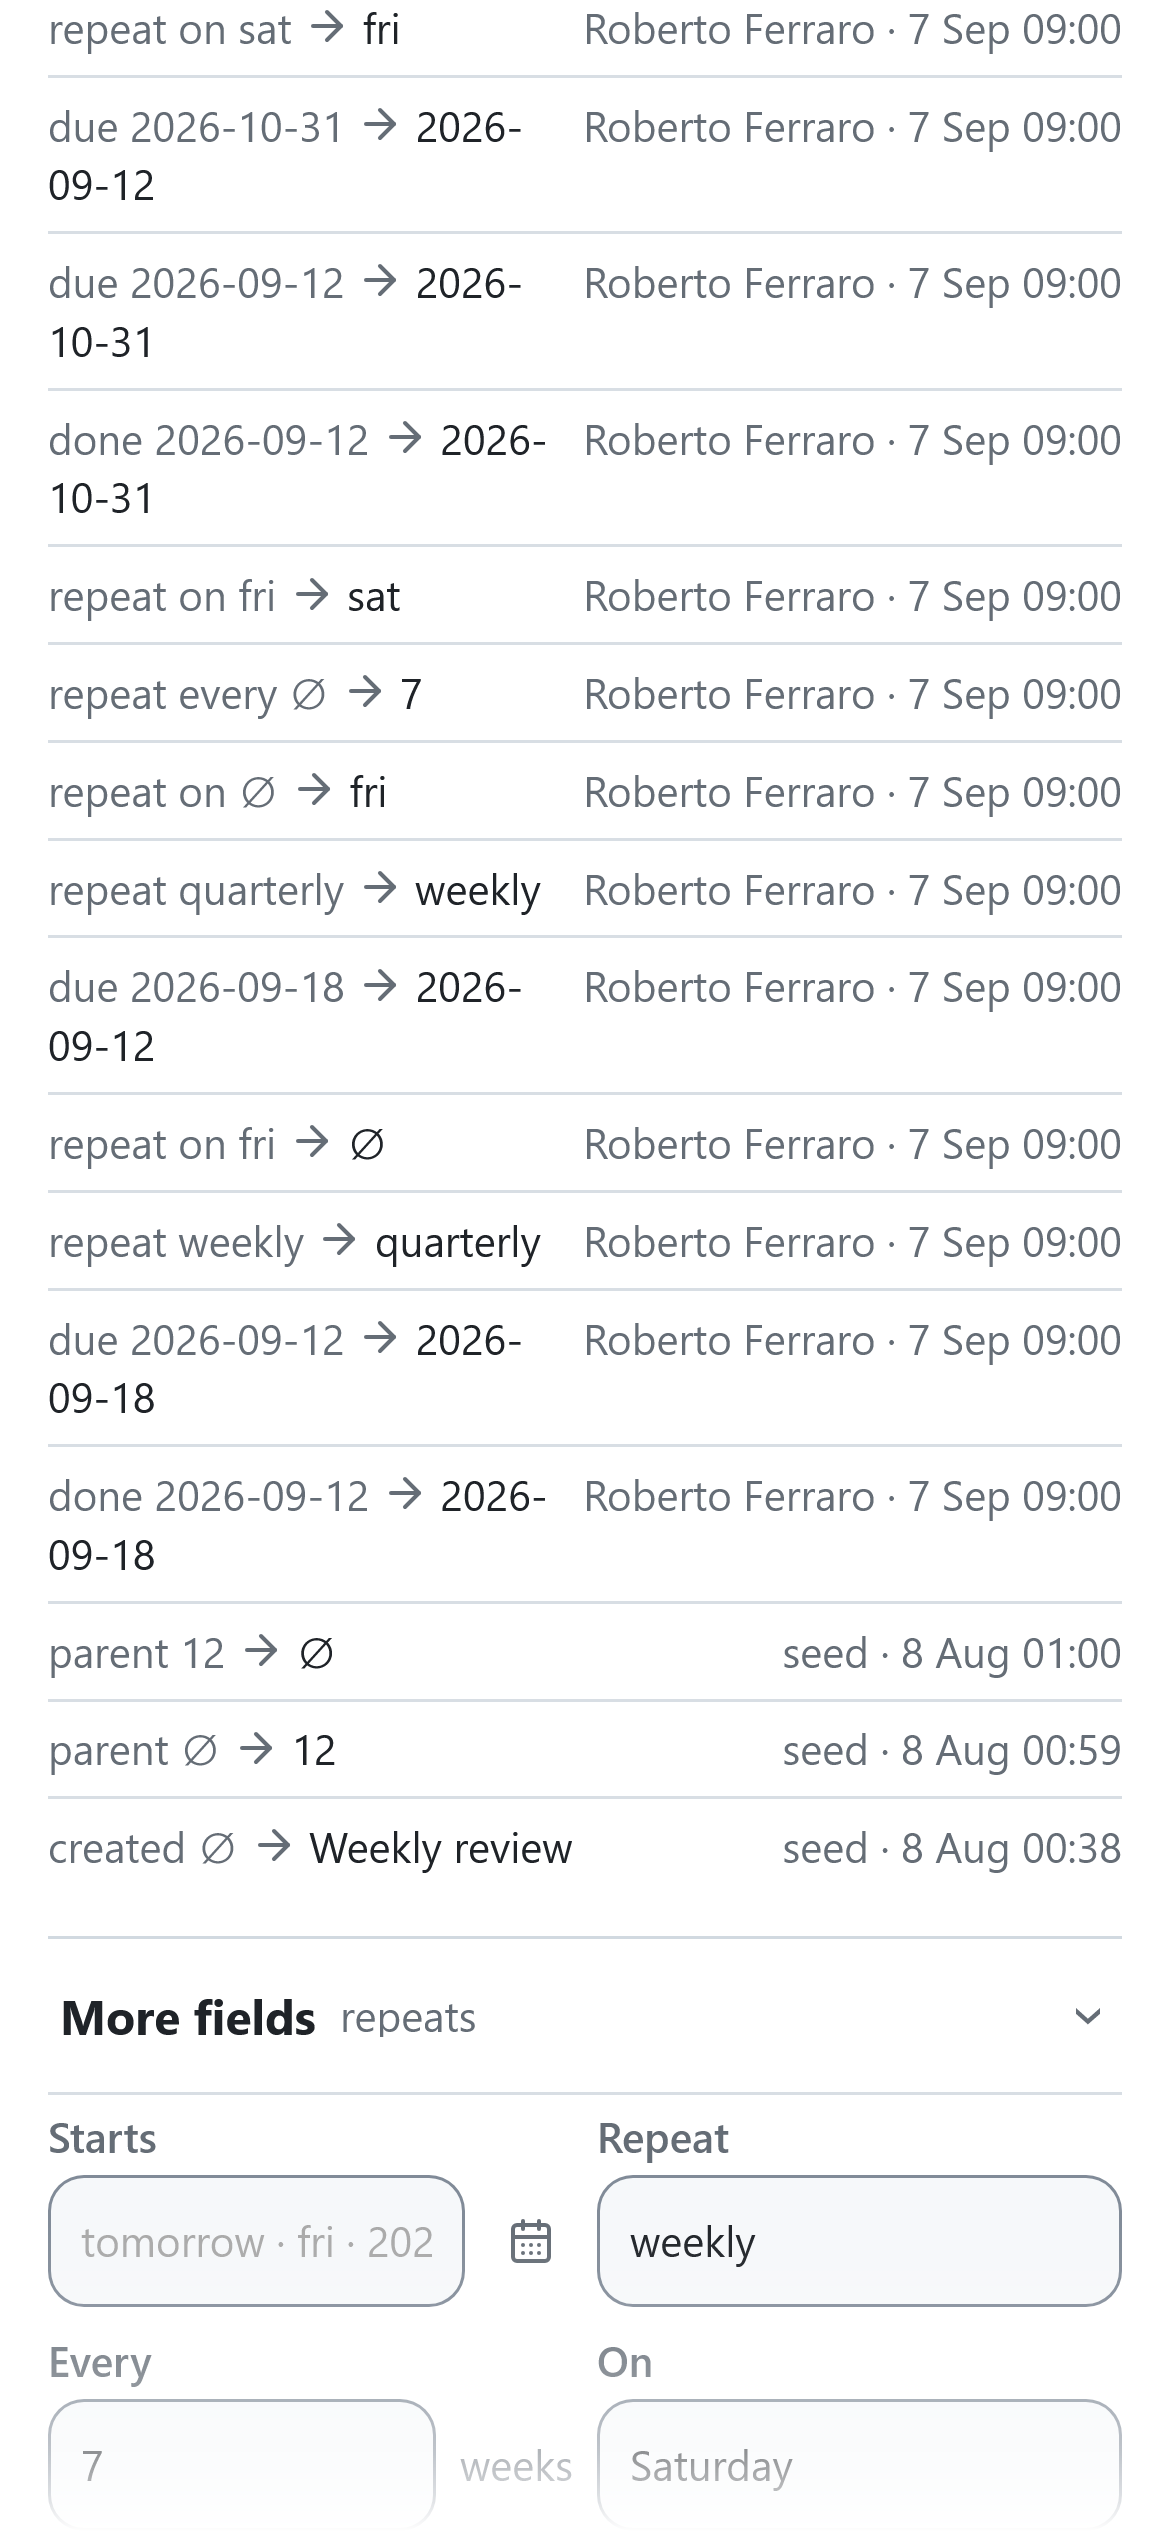 repeat on sat → fri Roberto Ferraro · 7 Sep 09:00
due 2026-10-31 → 2026- Roberto Ferraro · 7 Sep 09:00
09-12
due 2026-09-12 → 2026- Roberto Ferraro · 7 Sep 09:00
10-31
done 2026-09-12 → 2026- Roberto Ferraro · 7 Sep 09:00
10-31
repeat on fri → sat Roberto Ferraro · 7 Sep 09:00
repeat every ∅ → 7 Roberto Ferraro · 7 Sep 09:00
repeat on ∅ → fri Roberto Ferraro · 7 Sep 09:00
repeat quarterly → weekly Roberto Ferraro · 7 Sep 09:00
due 2026-09-18 → 2026- Roberto Ferraro · 7 Sep 09:00
09-12
repeat on fri → ∅ Roberto Ferraro · 7 Sep 09:00
repeat weekly → quarterly Roberto Ferraro · 7 Sep 09:00
due 2026-09-12 → 2026- Roberto Ferraro · 7 Sep 09:00
09-18
done 2026-09-12 → 2026- Roberto Ferraro · 7 Sep 09:00
09-18
parent 12 → ∅ seed · 8 Aug 01:00
parent ∅ → 12 seed · 8 Aug 00:59
created ∅ → Weekly review seed · 8 Aug 00:38
More fields repeats
Starts Repeat
tomorrow · fri · 202 weekly
Every On
7 weeks Saturday